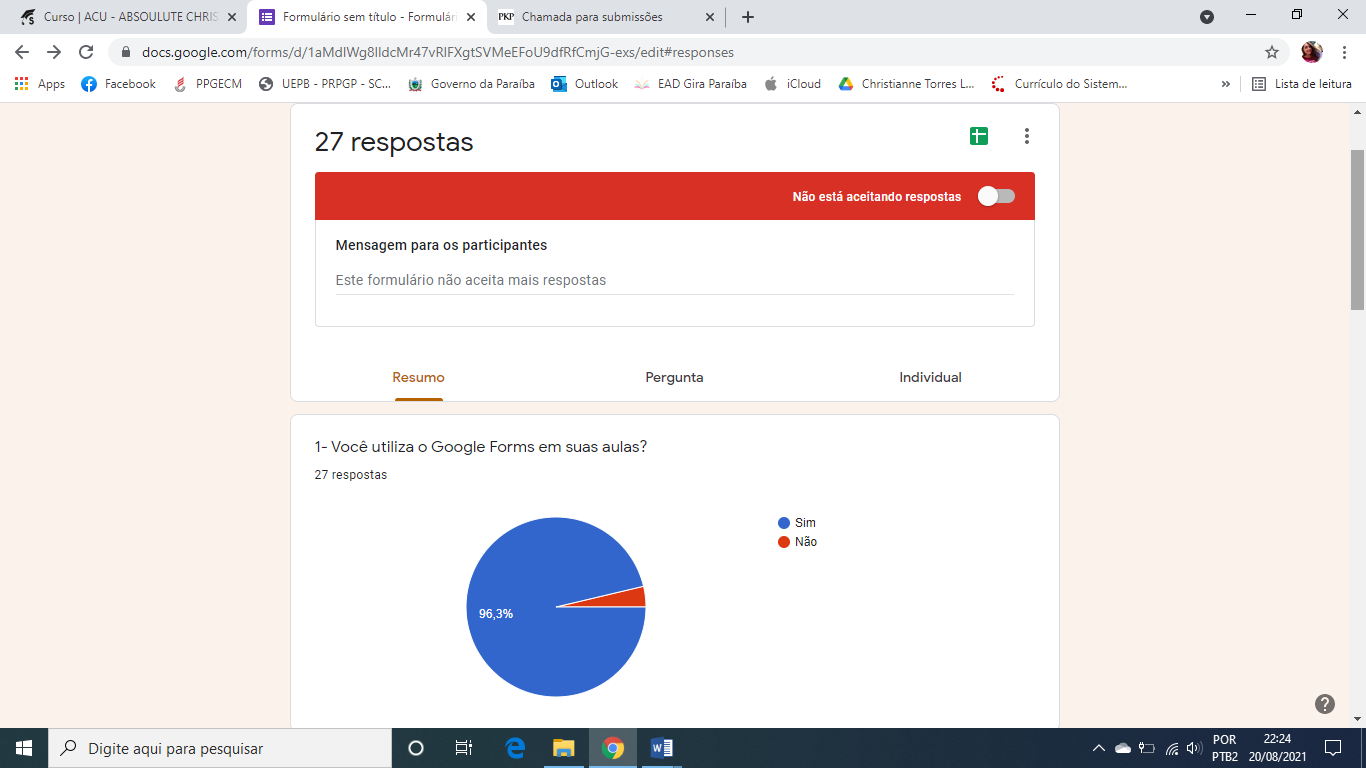 Curso | ACU - ABSOULUTE CHRIS
Formulário sem título - Formulári
PKP Chamada para submissões
docs.google.com/forms/d/1aMdIWg8IIdcMr47vRIFXgtSVMeEFoU9dfRfCmjG-exs/edit#responses
Apps Facebook PPGECM UEPB - PRPGP - SC... Governo da Paraíba Outlook EAD Gira Paraíba iCloud Christianne Torres L... Currículo do Sistem... » Lista de leitura
27 respostas
Não está aceitando respostas
Mensagem para os participantes
Este formulário não aceita mais respostas
Resumo Pergunta Individual
1- Você utiliza o Google Forms em suas aulas?
27 respostas
Sim
Não
96,3%
Digite aqui para pesquisar
POR
PTB2
22:24
20/08/2021